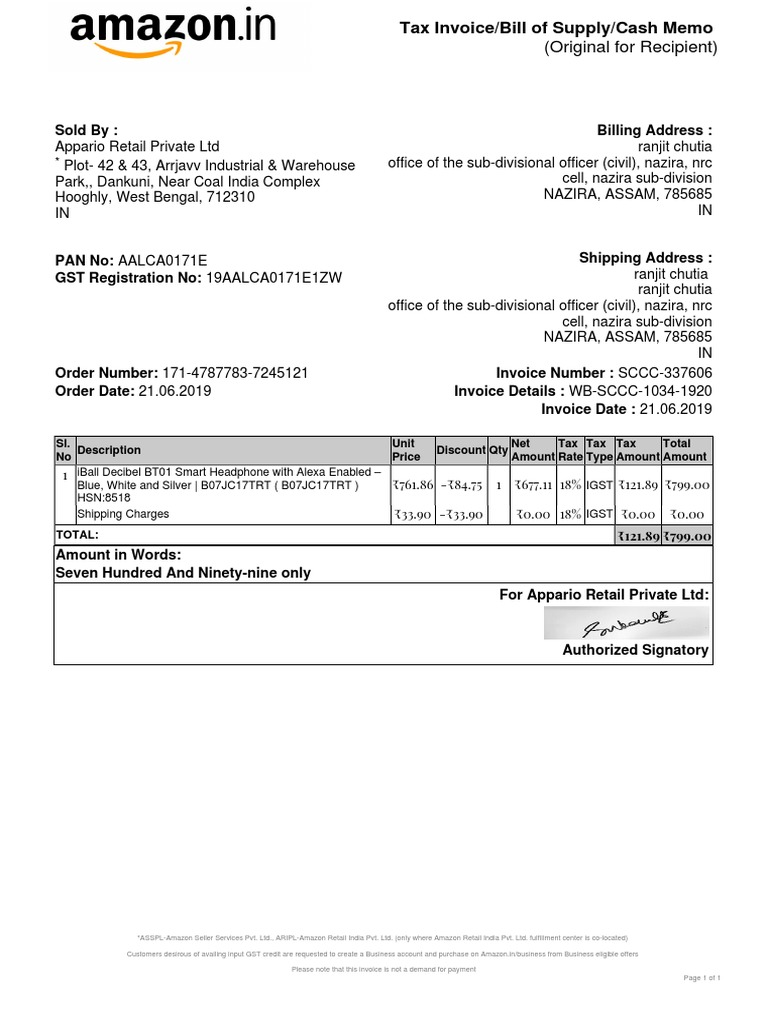 amazon.in
Tax Invoice/Bill of Supply/Cash Memo
(Original for Recipient)
Sold By :
Appario Retail Private Ltd
* Plot- 42 & 43, Arrjavv Industrial & Warehouse
Park,, Dankuni, Near Coal India Complex
Hooghly, West Bengal, 712310
IN
Billing Address :
ranjit chutia
office of the sub-divisional officer (civil), nazira, nrc
cell, nazira sub-division
NAZIRA, ASSAM, 785685
IN
PAN No: AALCA0171E
GST Registration No: 19AALCA0171E1ZW
Shipping Address :
ranjit chutia
ranjit chutia
office of the sub-divisional officer (civil), nazira, nrc
cell, nazira sub-division
NAZIRA, ASSAM, 785685
IN
Order Number: 171-4787783-7245121
Order Date: 21.06.2019
Invoice Number : SCCC-337606
Invoice Details : WB-SCCC-1034-1920
Invoice Date : 21.06.2019
Sl. No Description Unit Price Discount Qty Net Amount Tax Rate Tax Type Tax Amount Total Amount
1 iBall Decibel BT01 Smart Headphone with Alexa Enabled –
Blue, White and Silver | B07JC17TRT ( B07JC17TRT ) ₹761.86 -₹84.75 1 ₹677.11 18% IGST ₹121.89 ₹799.00
HSN:8518
Shipping Charges ₹33.90 -₹33.90 ₹0.00 18% IGST ₹0.00 ₹0.00
TOTAL: ₹121.89 ₹799.00
Amount in Words:
Seven Hundred And Ninety-nine only
For Appario Retail Private Ltd:
Authorized Signatory
*ASSPL-Amazon Seller Services Pvt. Ltd., ARIPL-Amazon Retail India Pvt. Ltd. (only where Amazon Retail India Pvt. Ltd. fulfillment center is co-located)
Customers desirous of availing input GST credit are requested to create a Business account and purchase on Amazon.in/business from Business eligible offers
Please note that this invoice is not a demand for payment
Page 1 of 1